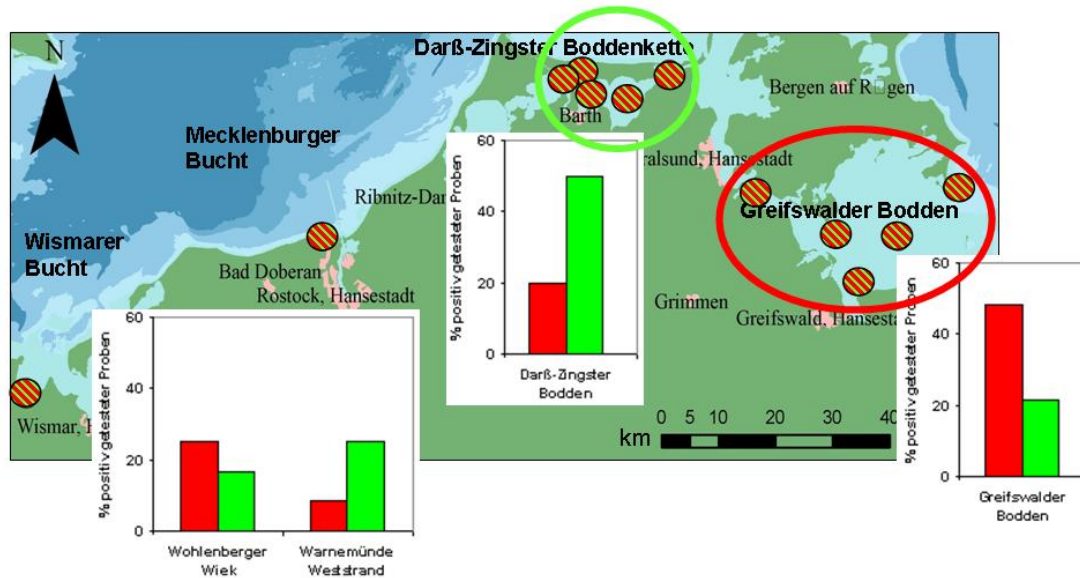 Darß-Zingster Boddenkette
N
Bergen auf R□gen
Mecklenburger
Bucht
Barth
ralsund, Hansestadt
Ribnitz-Dar
Greifswalder Bodden
Wismarer
Bucht
Bad Doberan
Rostock, Hansestadt
Grimmen
Greifswald, Hansesta
Wismar, H
% positiv getesteter Proben
60
40
20
0
Darß-Zingster
Bodden
0 5 10 20 30 40
km
% positiv getesteter Proben
60
40
20
0
Greifswalder
Bodden
% positiv getesteter Proben
60
40
20
0
Wohlenberger
Wiek
Warnemünde
Weststrand